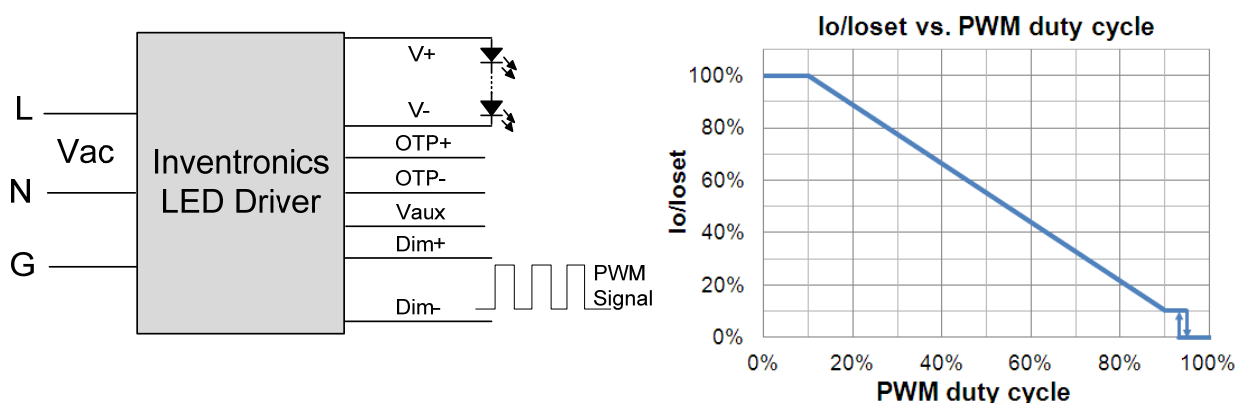 L
Vac
N
G
Inventronics
LED Driver
V+
V-
OTP+
OTP-
Vaux
Dim+
Dim-
PWM
Signal
Io/Ioset vs. PWM duty cycle
Io/Ioset
100%
80%
60%
40%
20%
0%
0%
20%
40%
60%
80%
100%
PWM duty cycle